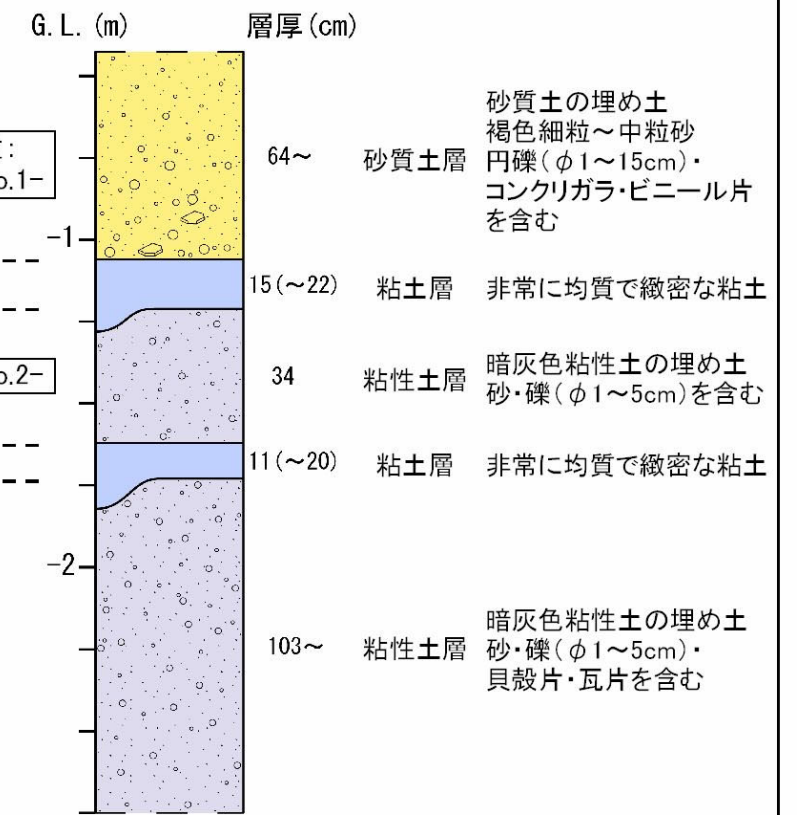 G.L.(m) 層厚(cm)
:
o.1-
64～ 砂質土層
砂質土の埋め土
褐色細粒～中粒砂
円礫(φ1～15cm)・
コンクリガラ・ビニール片
を含む
-1
15(～22) 粘土層 非常に均質で緻密な粘土
o.2-
34 粘性土層
暗灰色粘性土の埋め土
砂・礫(φ1～5cm)を含む
11(～20) 粘土層 非常に均質で緻密な粘土
-2
103～ 粘性土層
暗灰色粘性土の埋め土
砂・礫(φ1～5cm)・
貝殻片・瓦片を含む